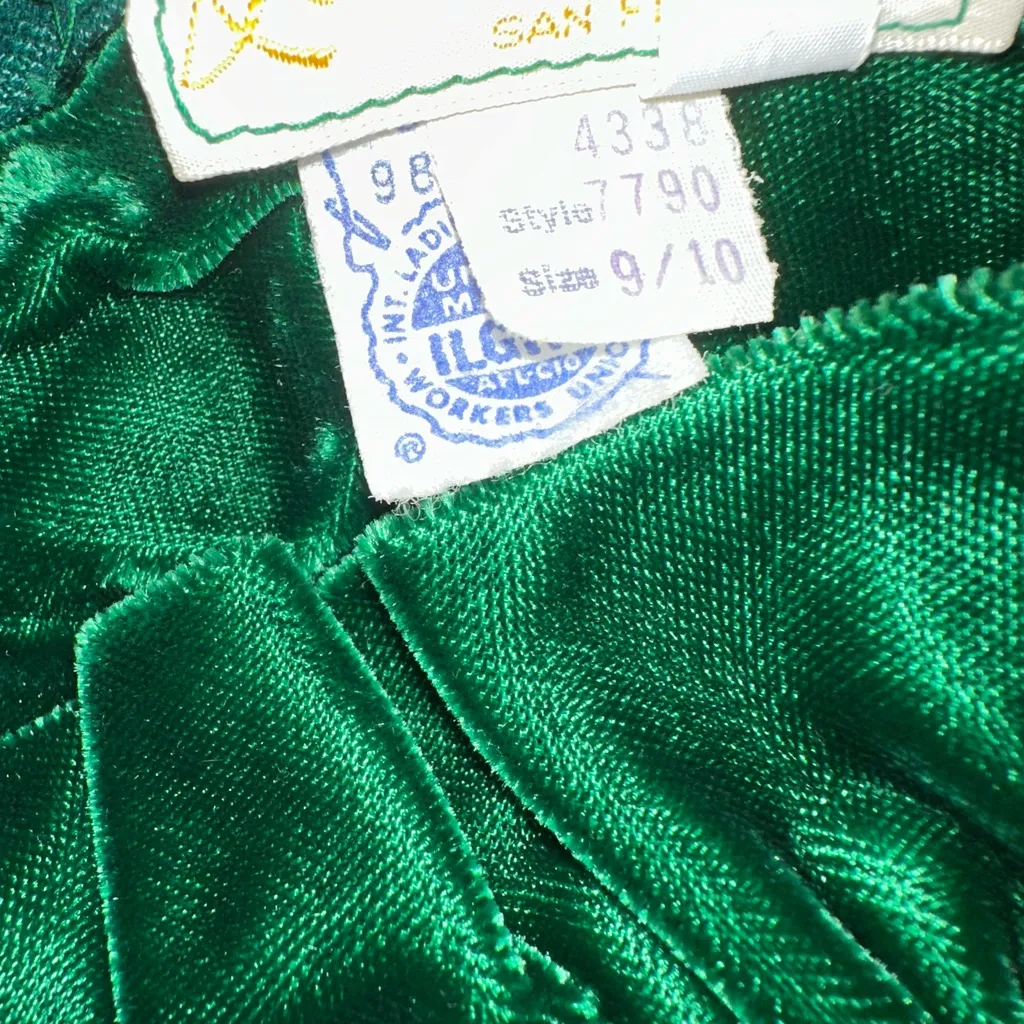 SAN F
98
4338
Style 7790
Size 9/10
INT. LADI
U
M
ILG
AFL-CIO
WORKERS UNIO
®